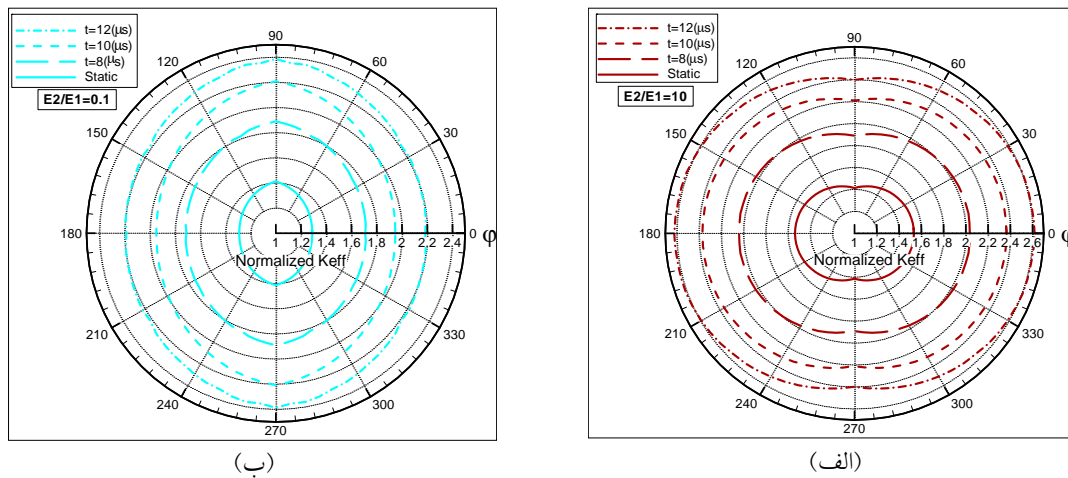 t=12(μs)
t=10(μs)
t=8(μs)
Static
E2/E1=0.1
90
60
30
0
φ
330
300
270
240
210
180
150
120
1 1.2 1.4 1.6 1.8 2 2.2 2.4
Normalized Keff
(ب)
t=12(μs)
t=10(μs)
t=8(μs)
Static
E2/E1=10
90
60
30
0
φ
330
300
270
240
210
180
150
120
1 1.2 1.4 1.6 1.8 2 2.2 2.4 2.6
Normalized Keff
(الف)